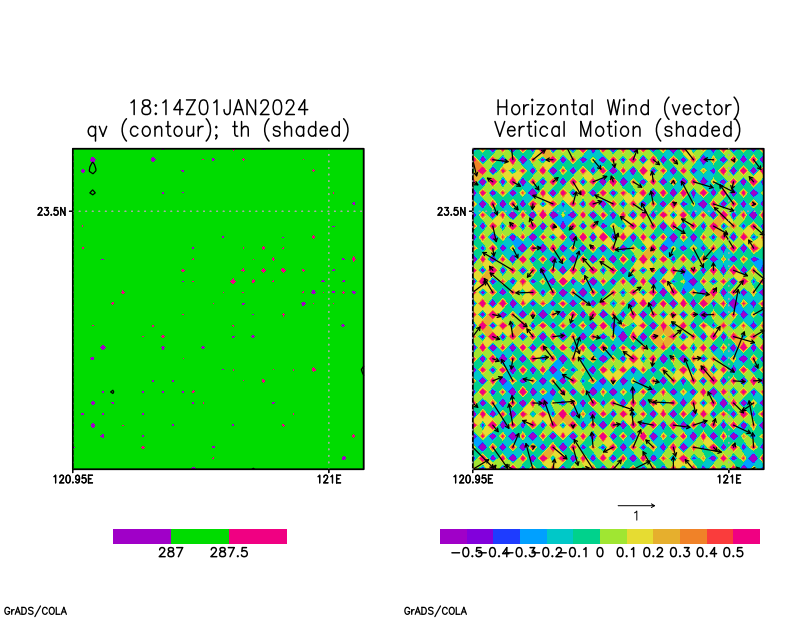 18:14Z01JAN2024
qv (contour); th (shaded)
23.5N
120.95E
121E
287
287.5
GrADS/COLA
Horizontal Wind (vector)
Vertical Motion (shaded)
23.5N
120.95E
121E
1
-0.5 -0.4 -0.3 -0.2 -0.1 0 0.1 0.2 0.3 0.4 0.5
GrADS/COLA